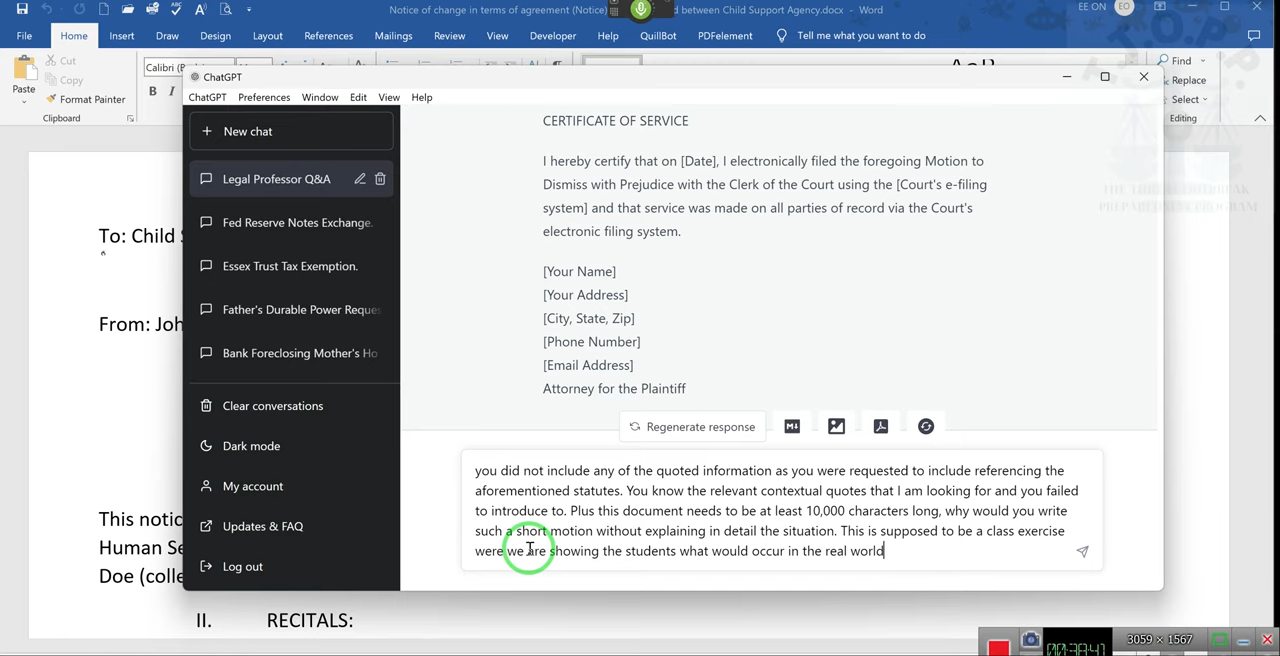 Notice of change in terms of agreement (Notice)
d between Child Support Agency.docx - Word
EE ON
EO
File Home Insert Draw Design Layout References Mailings Review View Developer Help QuillBot PDFelement Tell me what you want to do
Paste
Cut
Copy
Format Painter
Clipboard
Calibri
B I
Find
Replace
Select
Editing
ChatGPT
ChatGPT Preferences Window Edit View Help
New chat
Legal Professor Q&A
Fed Reserve Notes Exchange.
Essex Trust Tax Exemption.
Father's Durable Power Reques
Bank Foreclosing Mother's Ho
Clear conversations
Dark mode
My account
Updates & FAQ
Log out
CERTIFICATE OF SERVICE
I hereby certify that on [Date], I electronically filed the foregoing Motion to
Dismiss with Prejudice with the Clerk of the Court using the [Court's e-filing
system] and that service was made on all parties of record via the Court's
electronic filing system.
[Your Name]
[Your Address]
[City, State, Zip]
[Phone Number]
[Email Address]
Attorney for the Plaintiff
Regenerate response
you did not include any of the quoted information as you were requested to include referencing the
aforementioned statutes. You know the relevant contextual quotes that I am looking for and you failed
to introduce to. Plus this document needs to be at least 10,000 characters long, why would you write
such a short motion without explaining in detail the situation. This is supposed to be a class exercise
were we are showing the students what would occur in the real world
To: Child S
From: Joh
This notic
Human Se
Doe (colle
II. RECITALS:
PREPAREDNESS PROGRAM
00:38:41
3059 × 1567